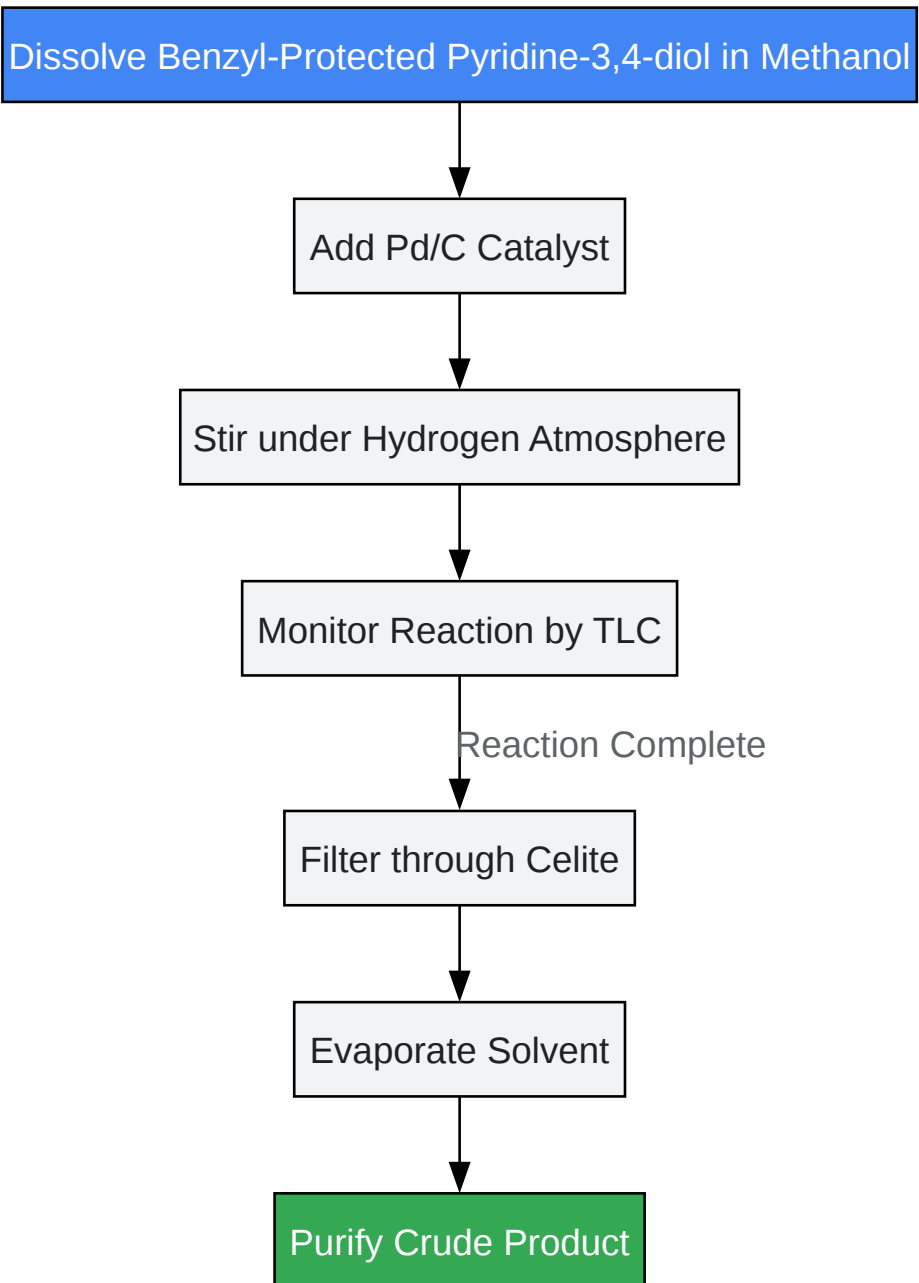 Dissolve Benzyl-Protected Pyridine-3,4-diol in Methanol
Add Pd/C Catalyst
Stir under Hydrogen Atmosphere
Monitor Reaction by TLC
Reaction Complete
Filter through Celite
Evaporate Solvent
Purify Crude Product